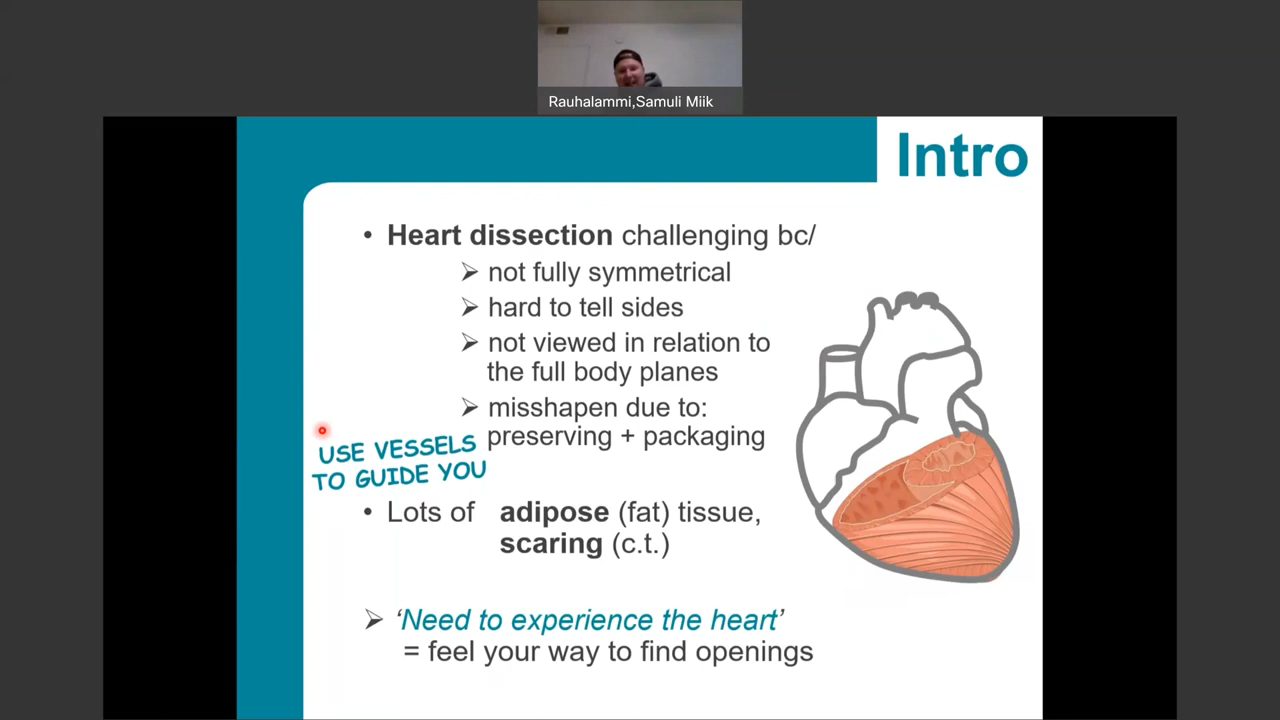 Rauhalammi,Samuli Miik
Intro
• Heart dissection challenging bc/
➢ not fully symmetrical
➢ hard to tell sides
➢ not viewed in relation to
the full body planes
➢ misshapen due to:
preserving + packaging
USE VESSELS
TO GUIDE YOU
• Lots of adipose (fat) tissue,
scaring (c.t.)
➢ ‘Need to experience the heart’
= feel your way to find openings